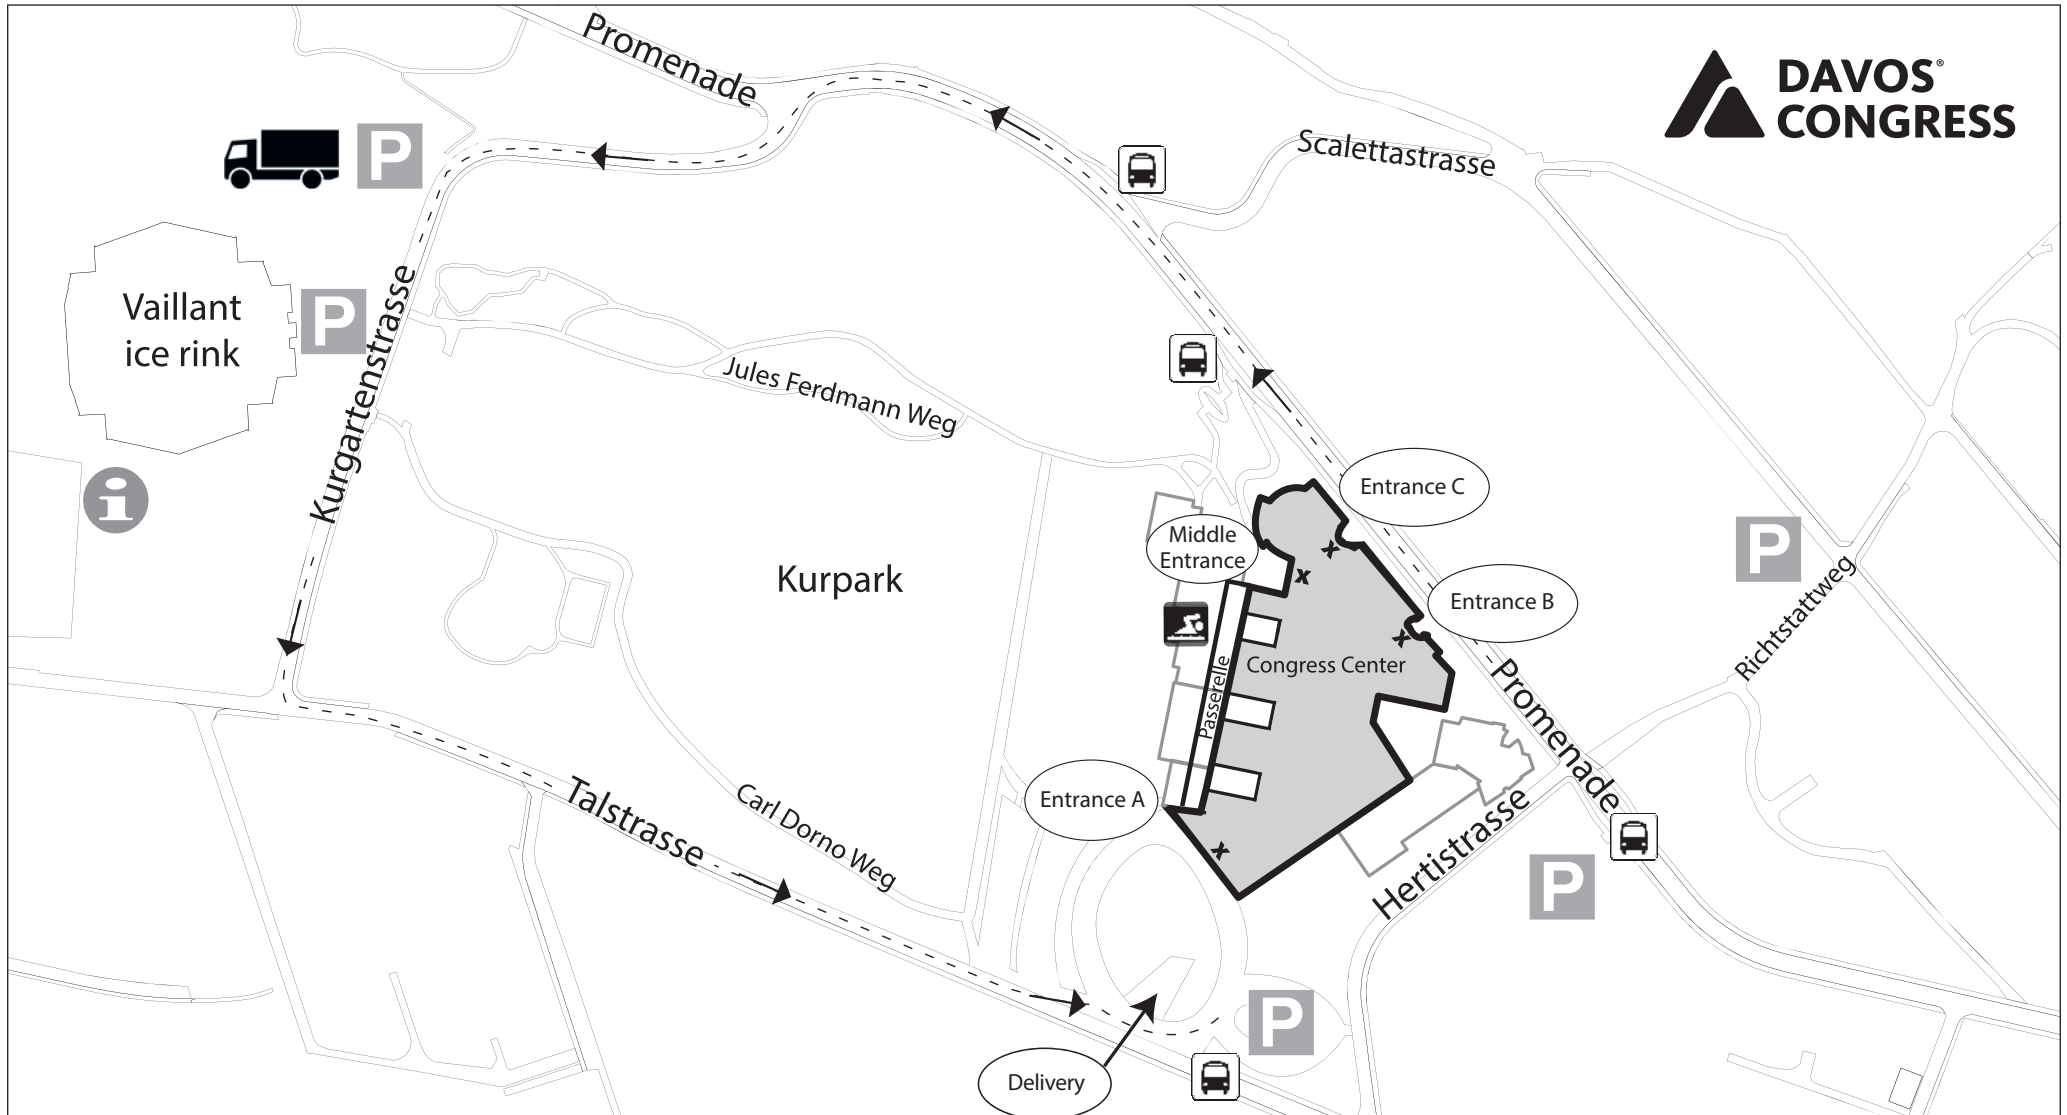 Promenade
DAVOS®
CONGRESS
Scalettastrasse
P
Vaillant
ice rink
P
Kurgartenstrasse
Jules Ferdmann Weg
i
Entrance C
Middle
Entrance
Kurpark
P
Entrance B
Richtstattweg
Congress Center
Passerelle
Promenade
Entrance A
Talstrasse
Carl Dorno Weg
Hertistrasse
P
P
Delivery